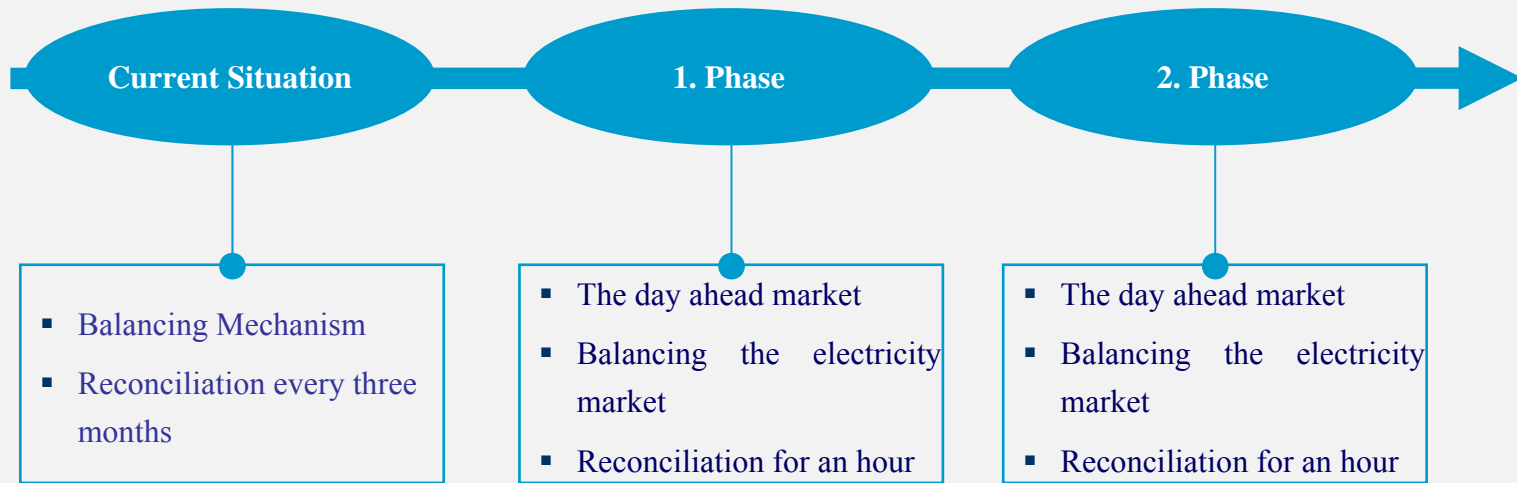 Current Situation
1. Phase
2. Phase
▪ Balancing Mechanism
▪ Reconciliation every three
months
▪ The day ahead market
▪ Balancing the electricity
market
▪ Reconciliation for an hour
▪ The day ahead market
▪ Balancing the electricity
market
▪ Reconciliation for an hour